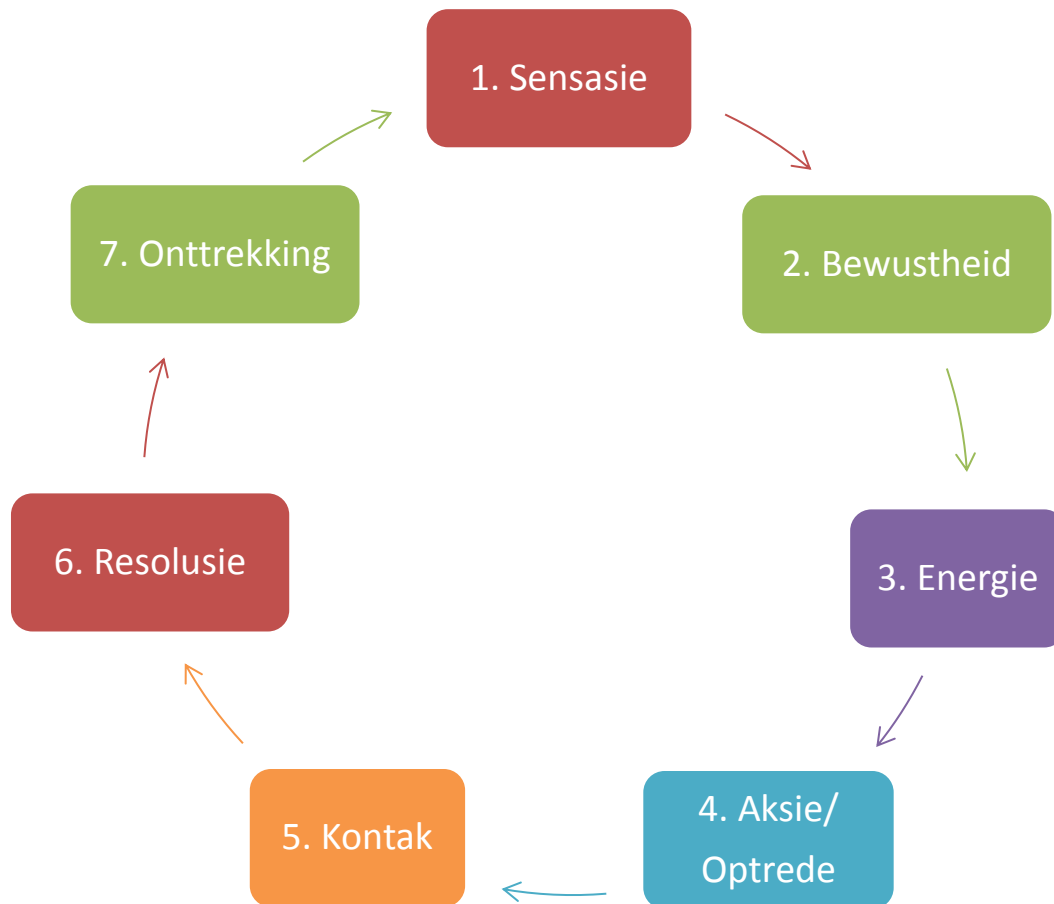 1. Sensasie
2. Bewustheid
3. Energie
4. Aksie/
Optrede
5. Kontak
6. Resolusie
7. Onttrekking